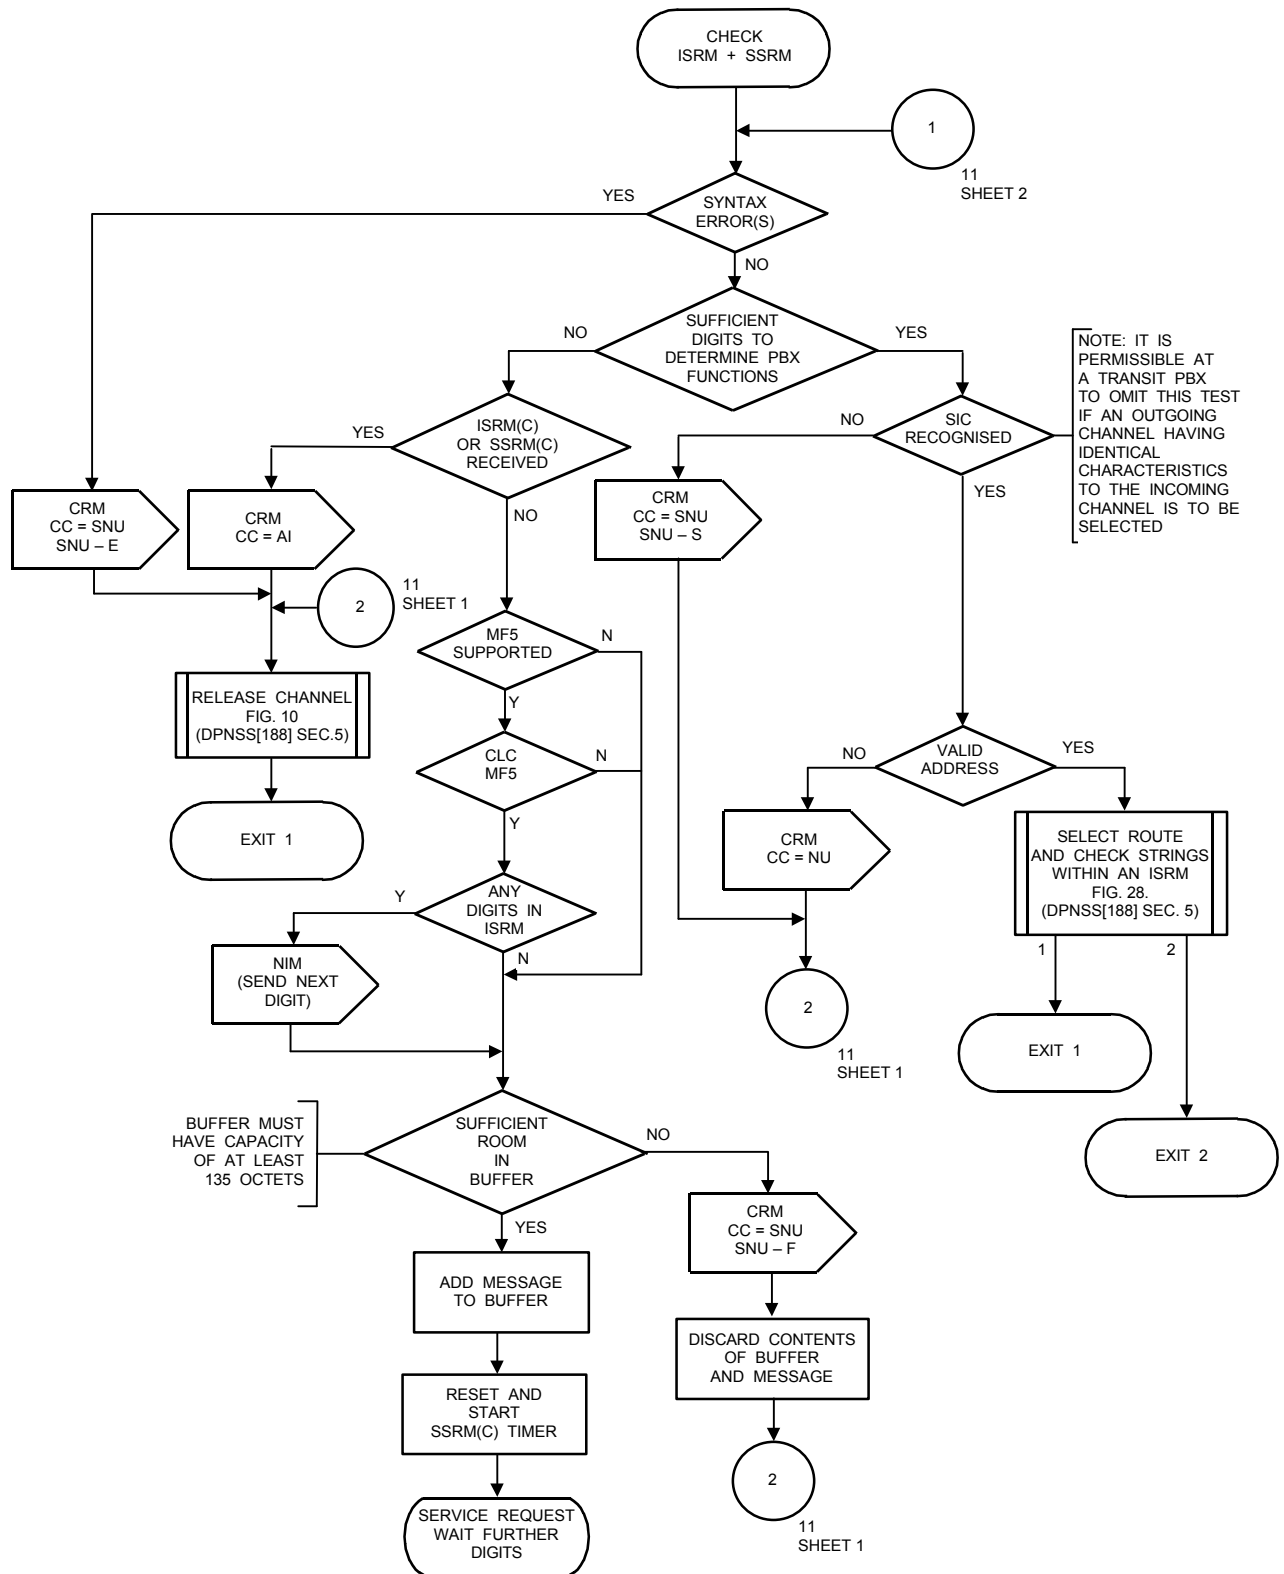 CHECK
ISRM + SSRM
1
11
SHEET 2
YES
SYNTAX
ERROR(S)
NO
NO
SUFFICIENT
DIGITS TO
DETERMINE PBX
FUNCTIONS
YES
NOTE: IT IS
PERMISSIBLE AT
A TRANSIT PBX
TO OMIT THIS TEST
IF AN OUTGOING
CHANNEL HAVING
IDENTICAL
CHARACTERISTICS
TO THE INCOMING
CHANNEL IS TO BE
SELECTED
YES
ISRM(C)
OR SSRM(C)
RECEIVED
NO
NO
SIC
RECOGNISED
YES
CRM
CC = SNU
SNU – E
CRM
CC = AI
CRM
CC = SNU
SNU – S
2
11
SHEET 1
MF5
SUPPORTED
N
Y
RELEASE CHANNEL
FIG. 10
(DPNSS[188] SEC.5)
CLC
MF5
N
Y
NO
VALID
ADDRESS
YES
EXIT 1
CRM
CC = NU
SELECT ROUTE
AND CHECK STRINGS
WITHIN AN ISRM
FIG. 28.
(DPNSS[188] SEC. 5)
1
2
Y
ANY
DIGITS IN
ISRM
N
NIM
(SEND NEXT
DIGIT)
2
11
SHEET 1
EXIT 1
EXIT 2
BUFFER MUST
HAVE CAPACITY
OF AT LEAST
135 OCTETS
SUFFICIENT
ROOM
IN
BUFFER
NO
YES
CRM
CC = SNU
SNU – F
ADD MESSAGE
TO BUFFER
DISCARD CONTENTS
OF BUFFER
AND MESSAGE
RESET AND
START
SSRM(C) TIMER
2
11
SHEET 1
SERVICE REQUEST
WAIT FURTHER
DIGITS